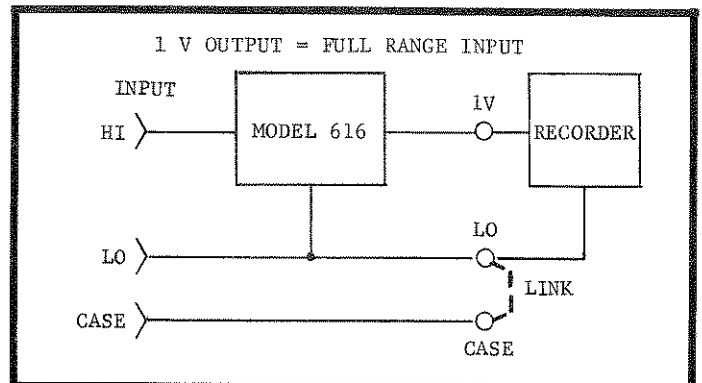 1 V OUTPUT = FULL RANGE INPUT
INPUT
1V
HI
MODEL 616
RECORDER
LO
LO
LINK
CASE
CASE